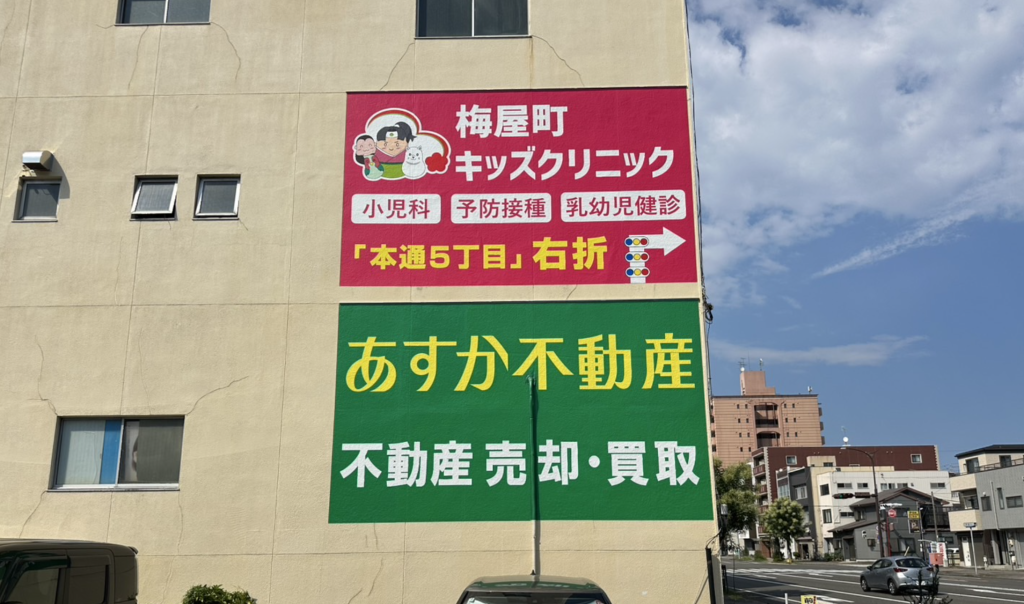 梅屋町
キッズクリニック
小児科 予防接種 乳幼児健診
「本通5丁目」右折
あすか不動産
不動産 売却・買取